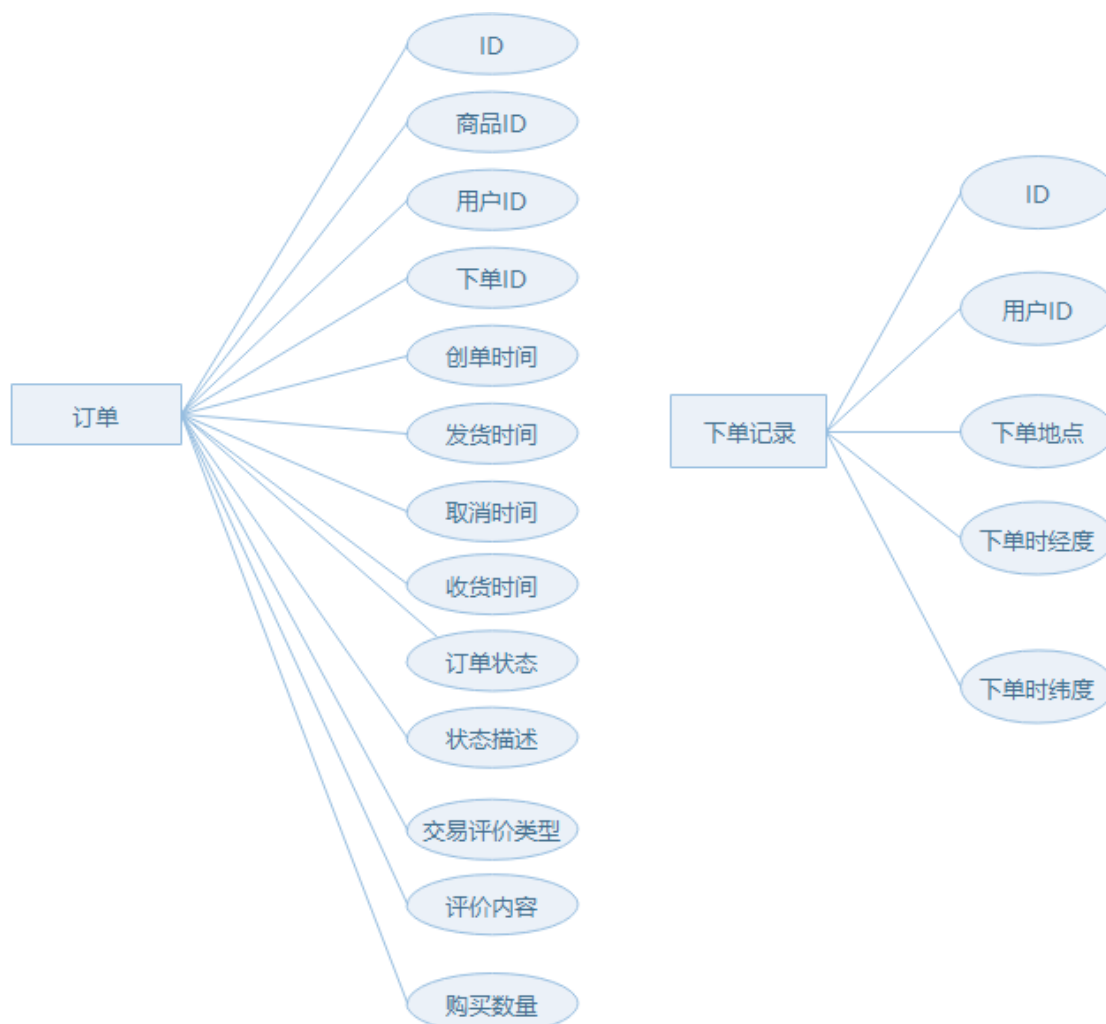 订单
ID
商品ID
用户ID
下单ID
创单时间
发货时间
取消时间
收货时间
订单状态
状态描述
交易评价类型
评价内容
购买数量
下单记录
ID
用户ID
下单地点
下单时经度
下单时纬度